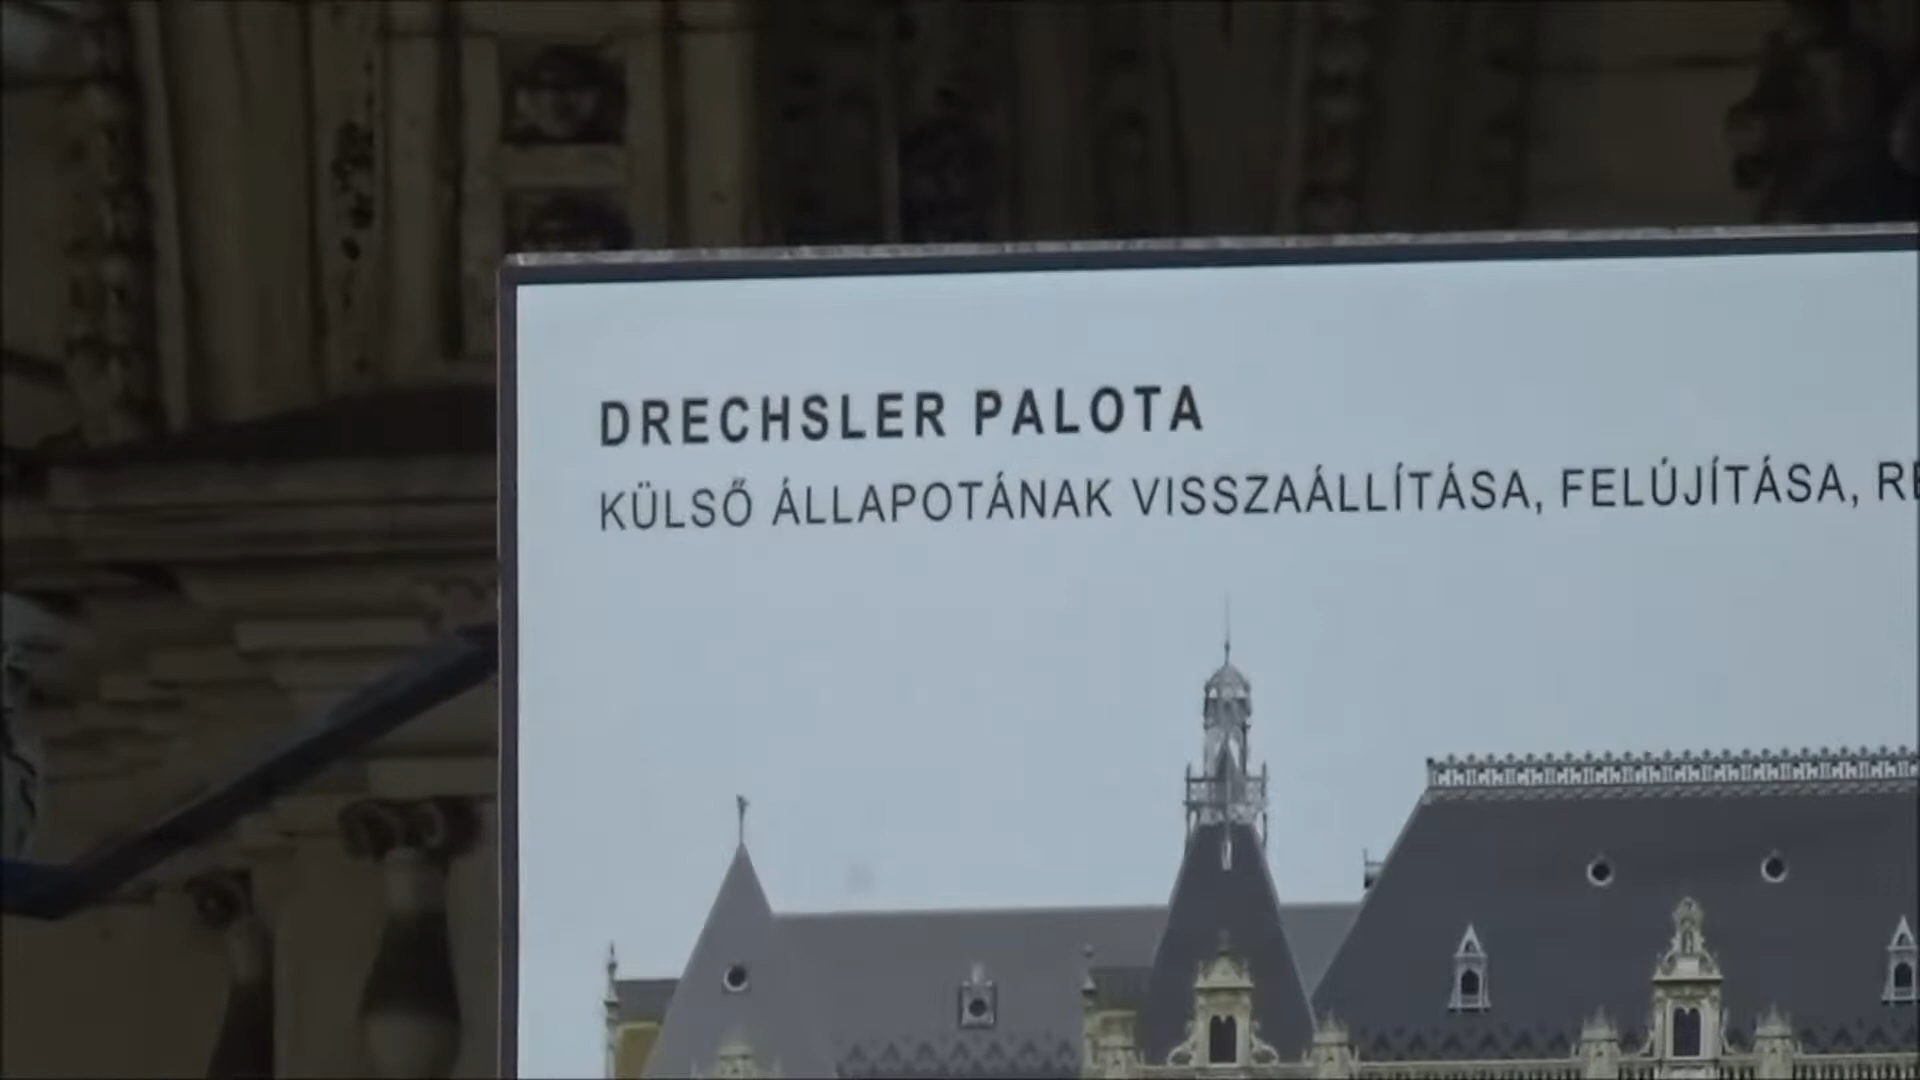 DRECHSLER PALOTA
KÜLSŐ ÁLLAPOTÁNAK VISSZAÁLLÍTÁSA, FELÚJÍTÁSA,